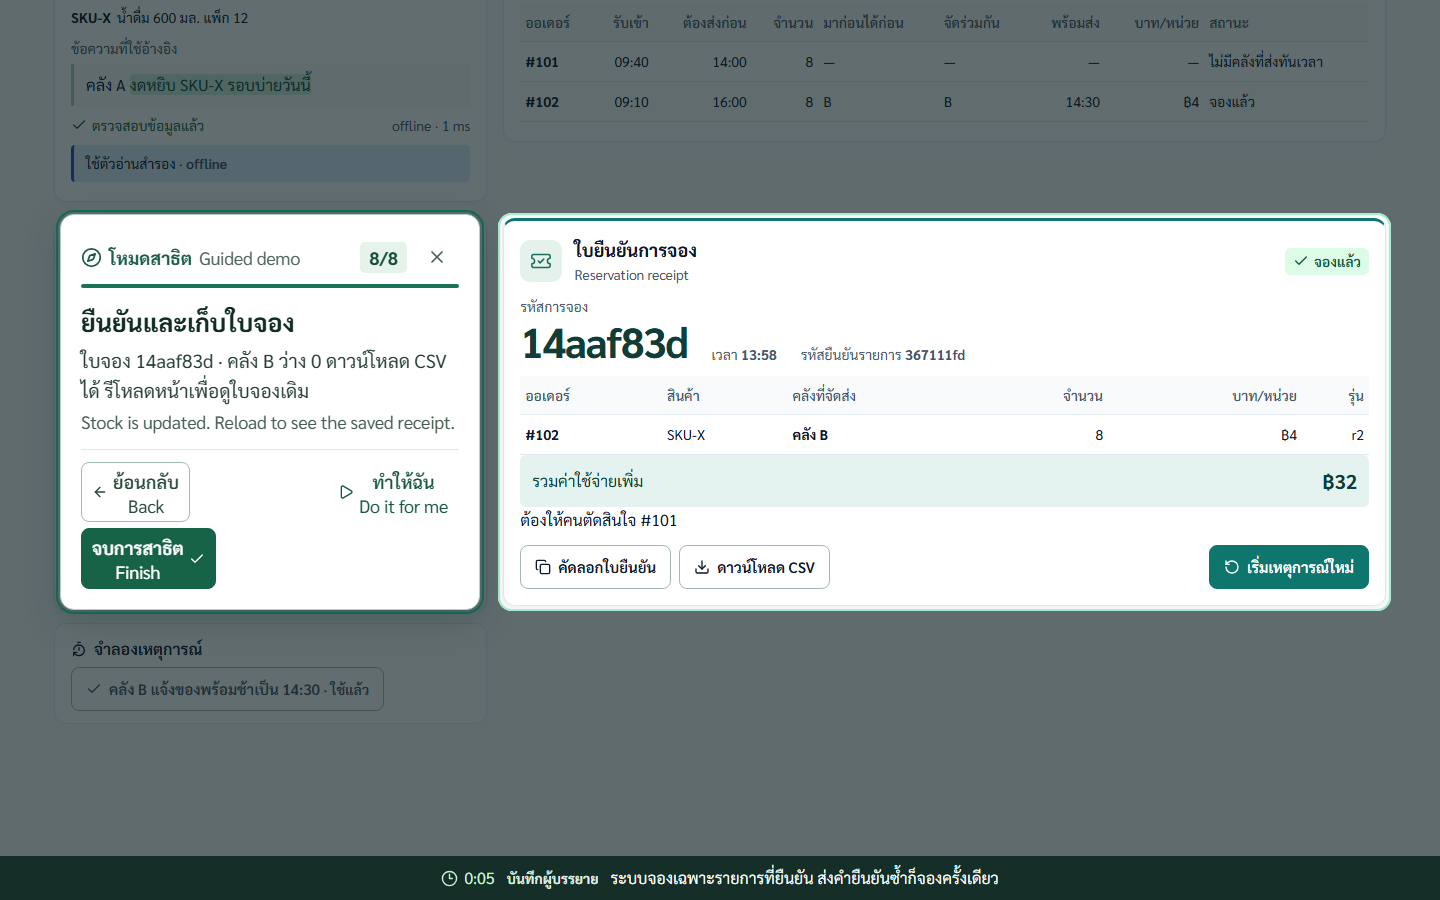 SKU-X น้ำดื่ม 600 มล. แพ็ก 12
ข้อความที่ใช้อ้างอิง
คลัง A งดหยิบ SKU-X รอบบ่ายวันนี้
ตรวจสอบข้อมูลแล้ว offline · 1 ms
ใช้ตัวอ่านสำรอง · offline
ออเดอร์ รับเข้า ต้องส่งก่อน จำนวน มาก่อนได้ก่อน จัดร่วมกัน พร้อมส่ง บาท/หน่วย สถานะ
#101 09:40 14:00 8 — — — — ไม่มีคลังที่ส่งทันเวลา
#102 09:10 16:00 8 B B 14:30 ฿4 จองแล้ว
โหมดสาธิต Guided demo 8/8
ยืนยันและเก็บใบจอง
ใบจอง 14aaf83d · คลัง B ว่าง 0 ดาวน์โหลด CSV
ได้ รีโหลดหน้าเพื่อดูใบจองเดิม
Stock is updated. Reload to see the saved receipt.
ย้อนกลับ
Back
ทำให้ฉัน
Do it for me
จบการสาธิต
Finish
ใบยืนยันการจอง
Reservation receipt
จองแล้ว
รหัสการจอง
14aaf83d เวลา 13:58 รหัสยืนยันรายการ 367111fd
ออเดอร์ สินค้า คลังที่จัดส่ง จำนวน บาท/หน่วย รุ่น
#102 SKU-X คลัง B 8 ฿4 r2
รวมค่าใช้จ่ายเพิ่ม ฿32
ต้องให้คนตัดสินใจ #101
คัดลอกใบยืนยัน ดาวน์โหลด CSV เริ่มเหตุการณ์ใหม่
จำลองเหตุการณ์
คลัง B แจ้งของพร้อมช้าเป็น 14:30 · ใช้แล้ว
0:05 บันทึกผู้บรรยาย ระบบจองเฉพาะรายการที่ยืนยัน ส่งคำยืนยันซ้ำก็จองครั้งเดียว